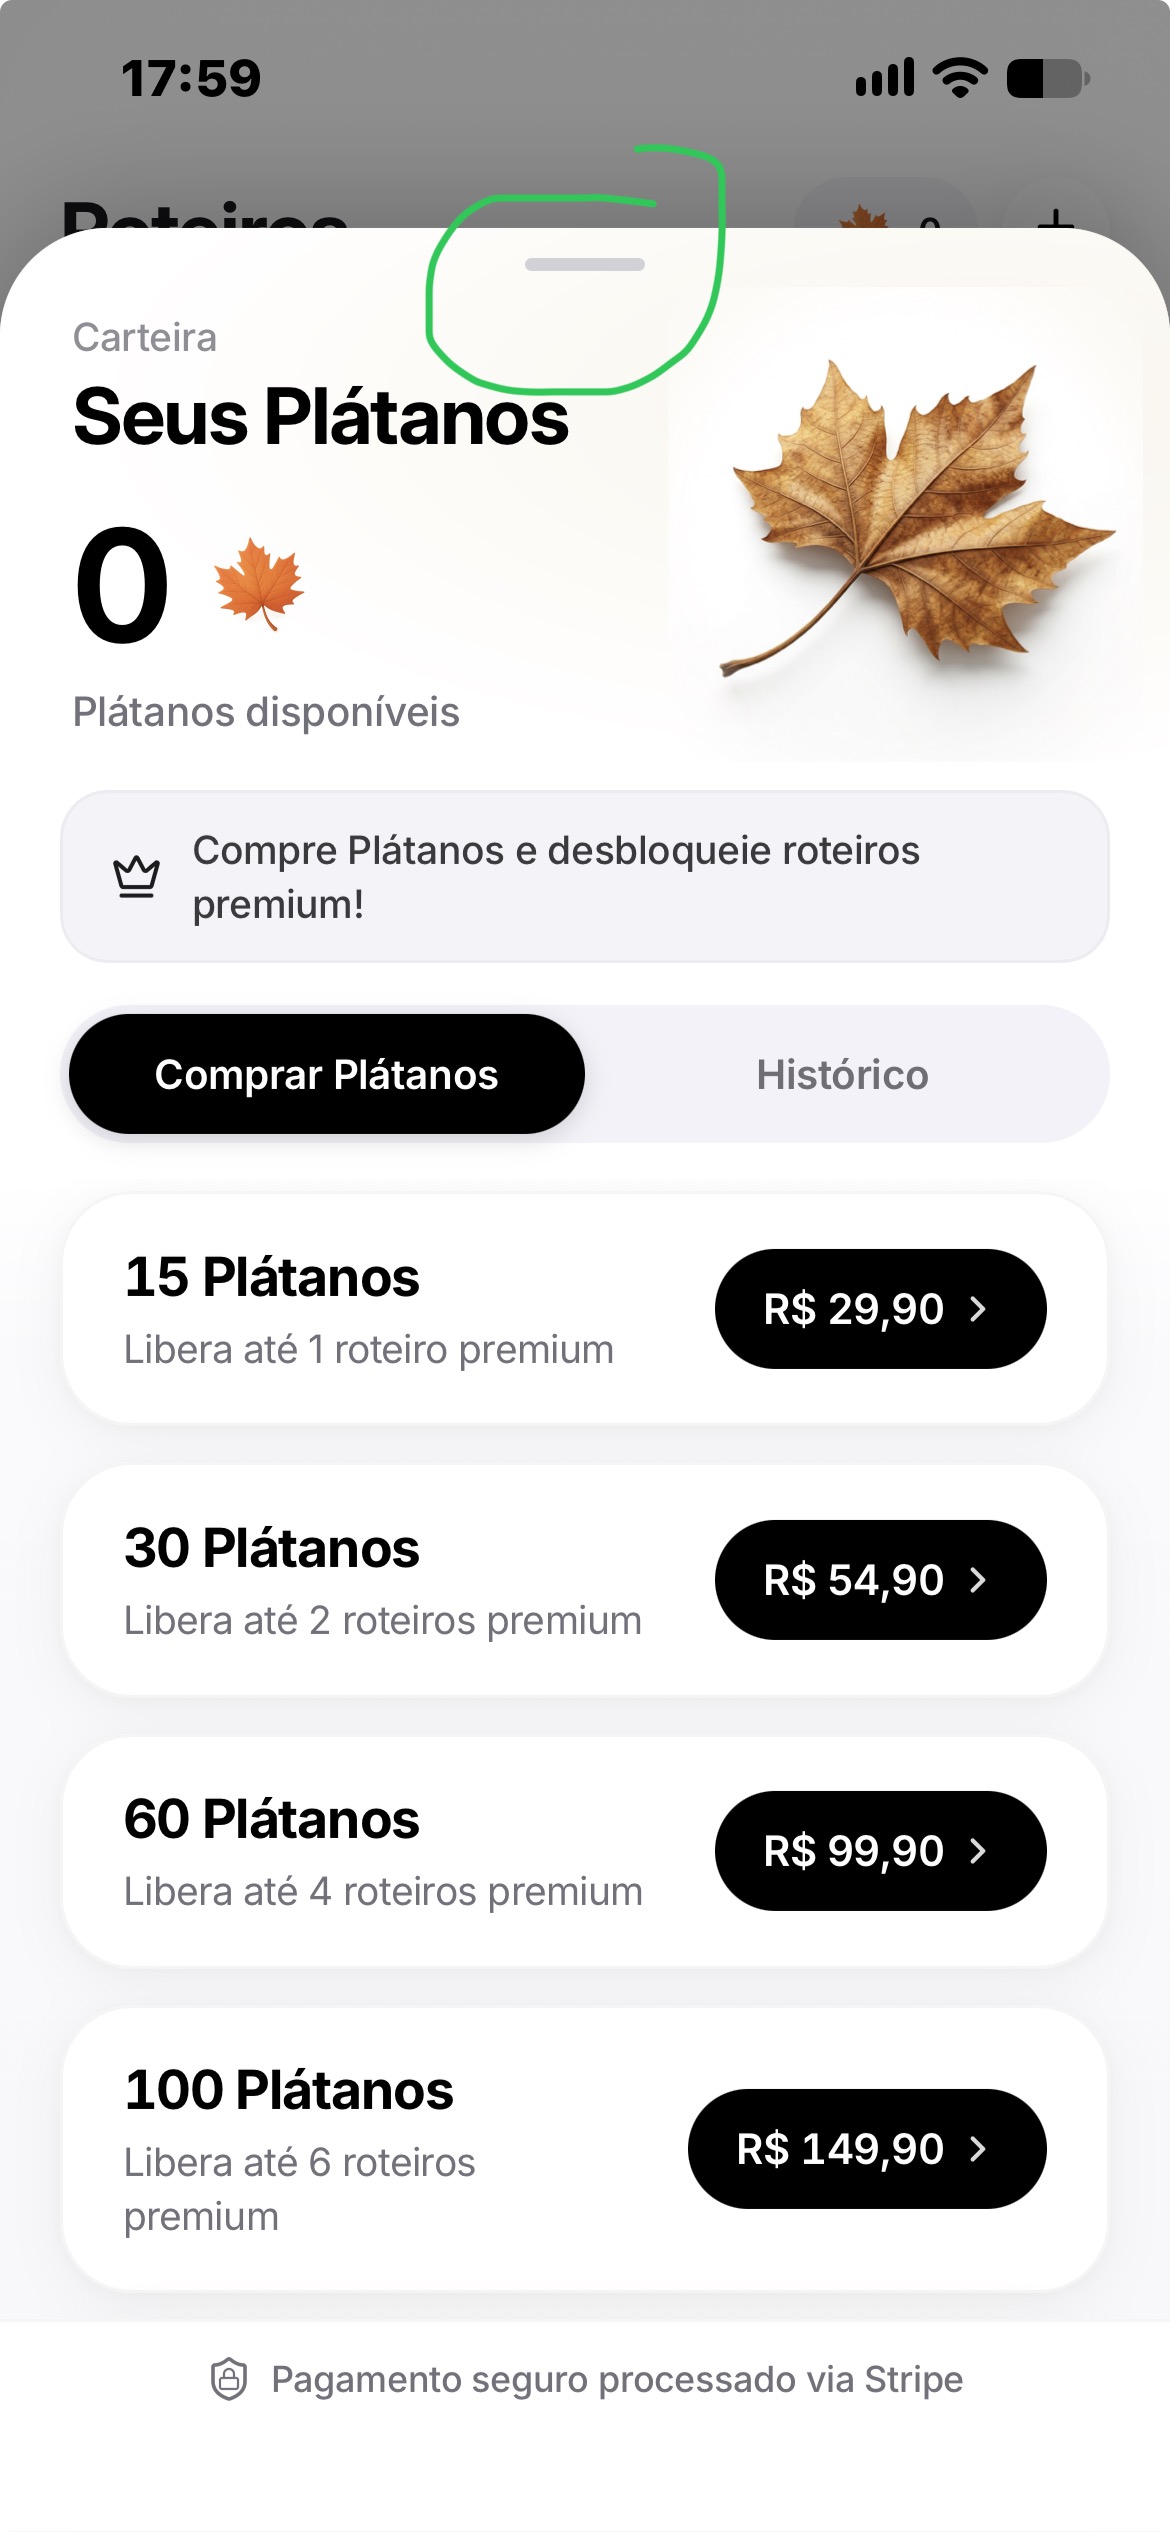 17:59
Roteiros
0
Carteira
Seus Plátanos
0
Plátanos disponíveis
Compre Plátanos e desbloqueie roteiros
premium!
Comprar Plátanos
Histórico
15 Plátanos
Libera até 1 roteiro premium
R$ 29,90
30 Plátanos
Libera até 2 roteiros premium
R$ 54,90
60 Plátanos
Libera até 4 roteiros premium
R$ 99,90
100 Plátanos
Libera até 6 roteiros
premium
R$ 149,90
Pagamento seguro processado via Stripe